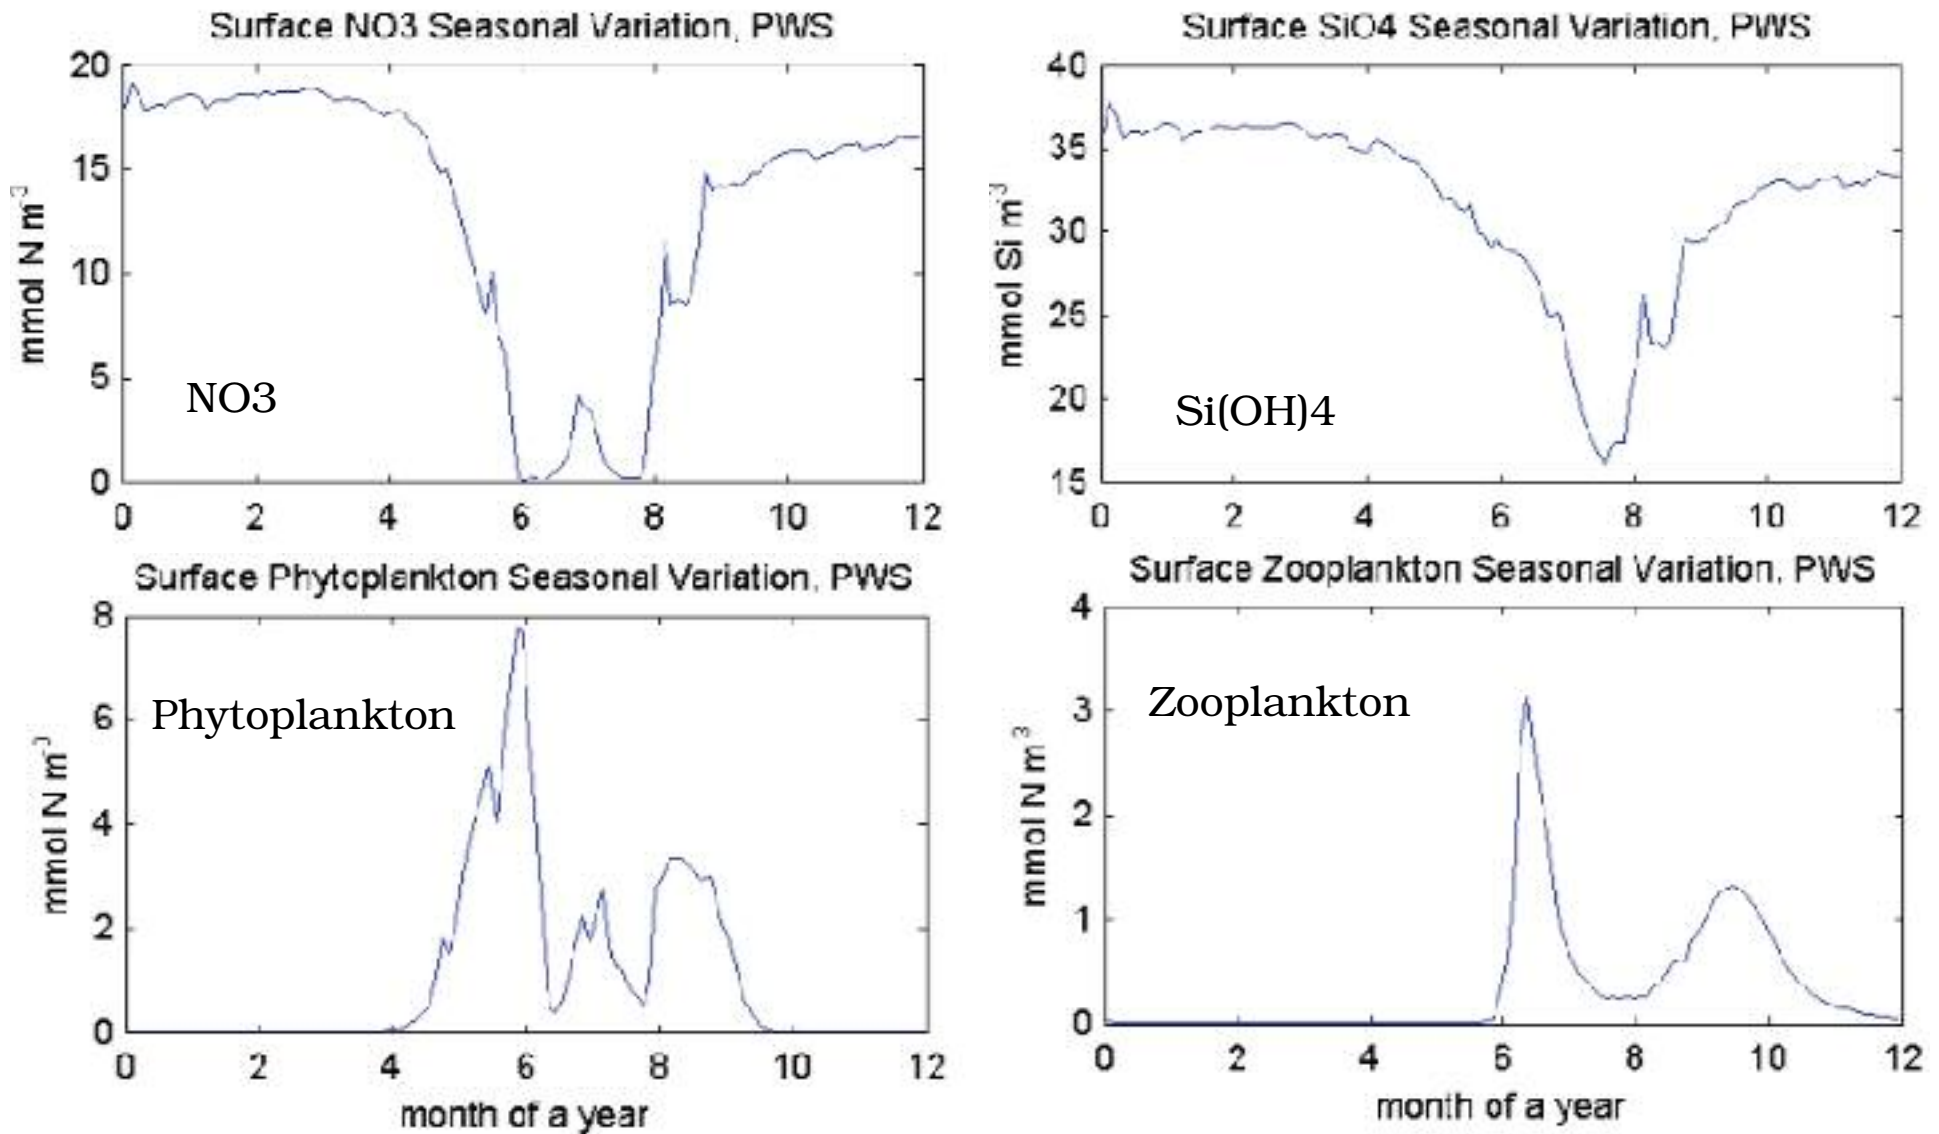 Surface NO3 Seasonal Variation, PWS
20
15
10
5
0
mmol N m-3
NO3
0 2 4 6 8 10 12
Surface SiO4 Seasonal Variation, PWS
40
35
30
25
20
15
mmol Si m-3
Si(OH)4
0 2 4 6 8 10 12
Surface Phytoplankton Seasonal Variation, PWS
8
6
4
2
0
mmol N m-3
Phytoplankton
0 2 4 6 8 10 12
month of a year
Surface Zooplankton Seasonal Variation, PWS
4
3
2
1
0
mmol N m-3
Zooplankton
0 2 4 6 8 10 12
month of a year